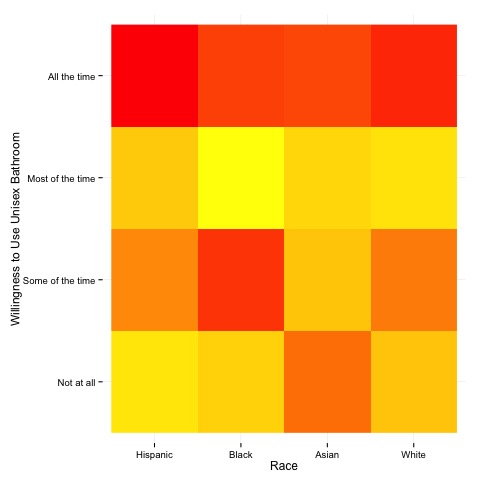 All the time
Most of the time
Some of the time
Not at all
Willingness to Use Unisex Bathroom
Hispanic Black Asian White
Race